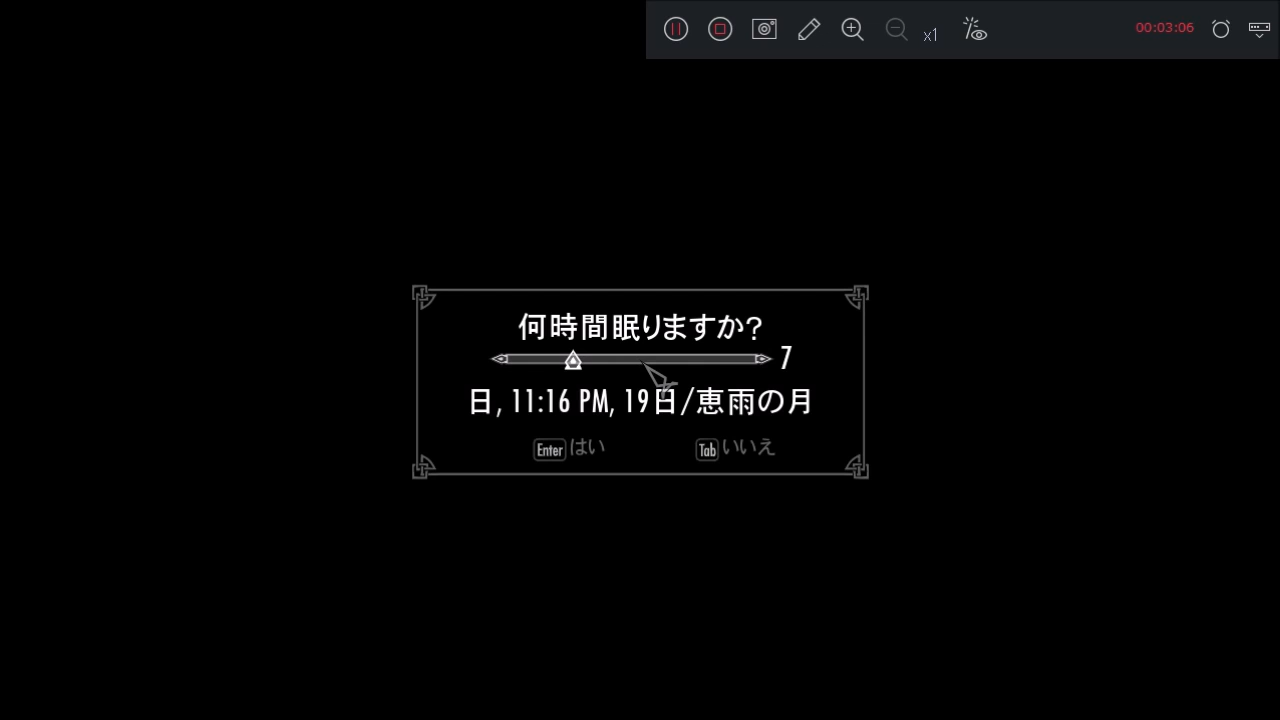 x1
00:03:06
何時間眠りますか?
7
日, 11:16 PM, 19日/恵雨の月
Enter はい Tab いいえ